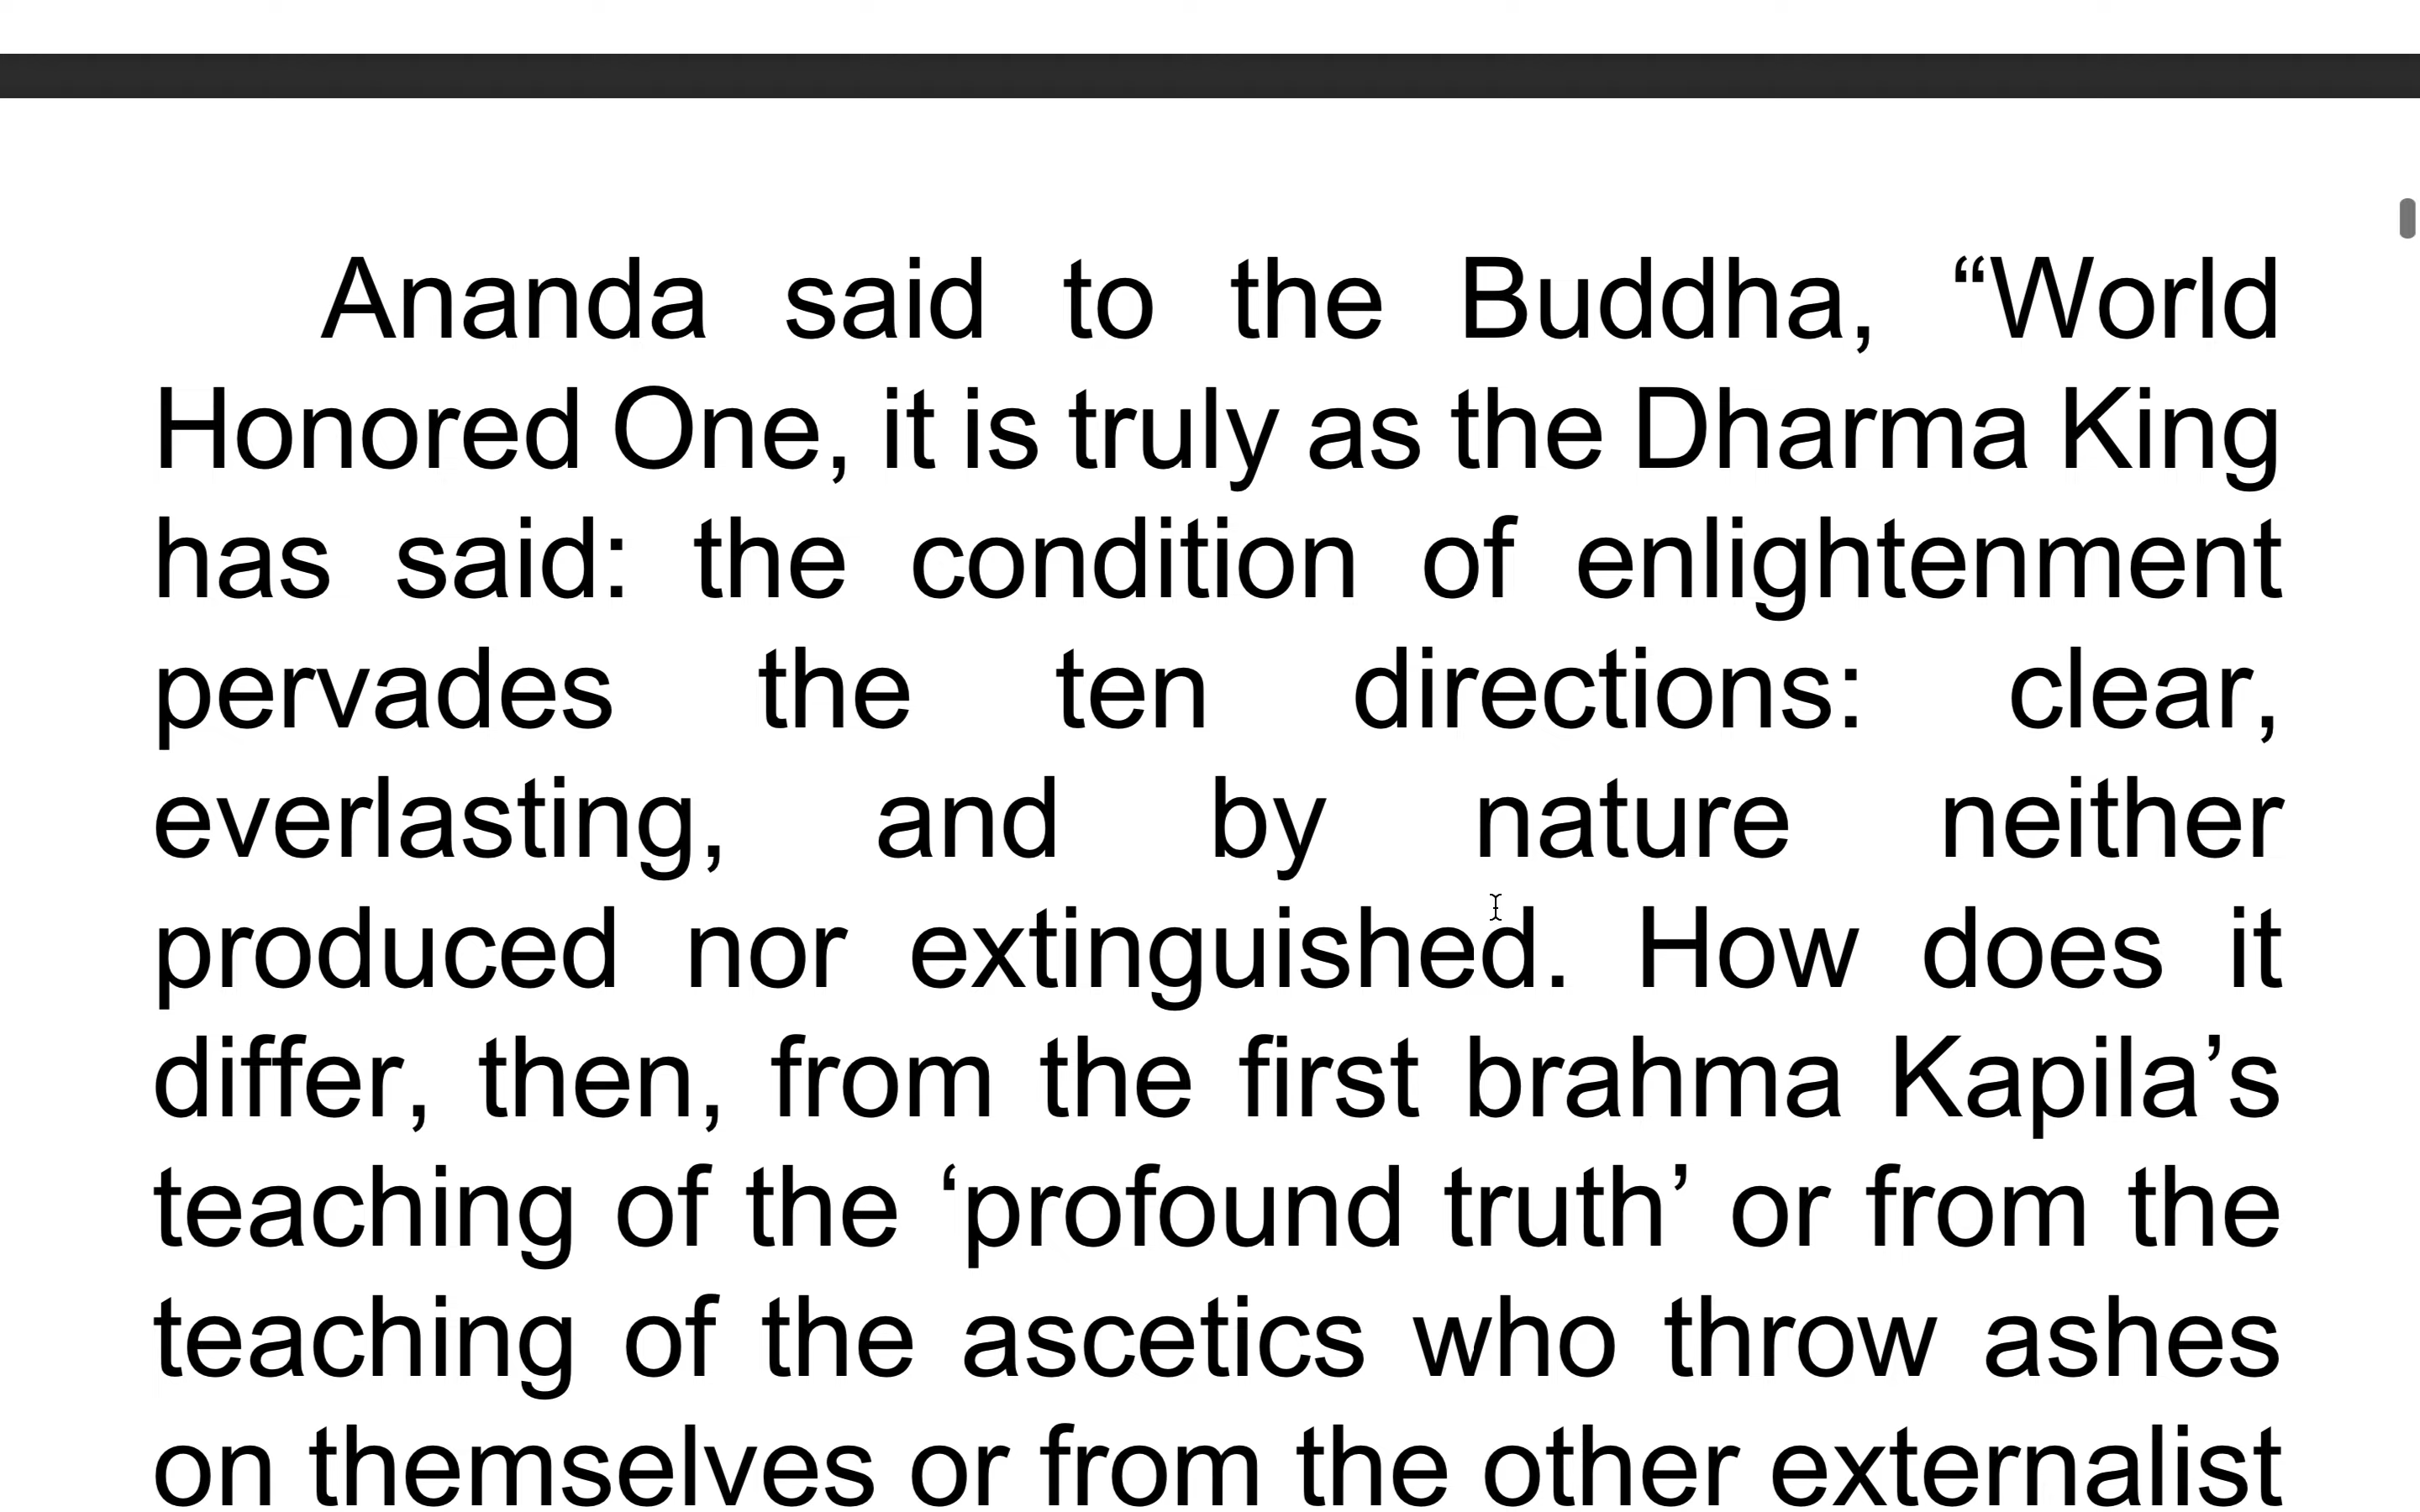 Ananda said to the Buddha, “World
Honored One, it is truly as the Dharma King
has said: the condition of enlightenment
pervades the ten directions: clear,
everlasting, and by nature neither
produced nor extinguished. How does it
differ, then, from the first brahma Kapila’s
teaching of the ‘profound truth’ or from the
teaching of the ascetics who throw ashes
on themselves or from the other externalist